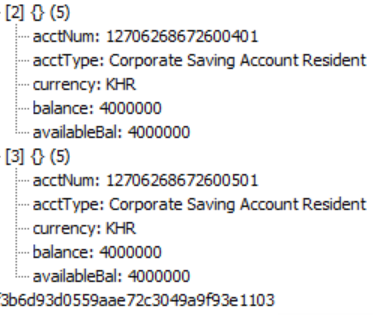 [2] {} (5)
acctNum: 12706268672600401
acctType: Corporate Saving Account Resident
currency: KHR
balance: 4000000
availableBal: 4000000
[3] {} (5)
acctNum: 12706268672600501
acctType: Corporate Saving Account Resident
currency: KHR
balance: 4000000
availableBal: 4000000
f3b6d93d0559aae72c3049a9f93e1103